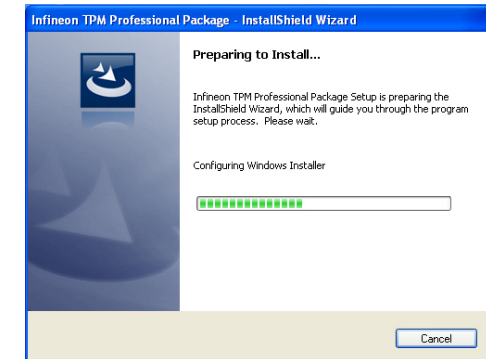 Infineon TPM Professional Package - InstallShield Wizard
Preparing to Install...
Infineon TPM Professional Package Setup is preparing the
InstallShield Wizard, which will guide you through the program
setup process. Please wait.
Configuring Windows Installer
Cancel